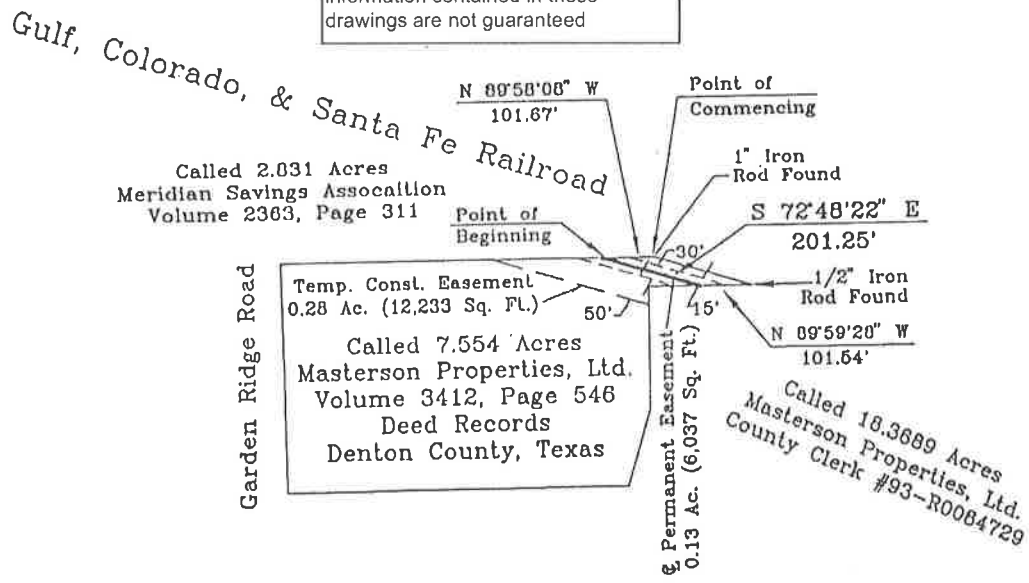 drawings are not guaranteed
Gulf, Colorado, & Santa Fe Railroad
N 89°58'08" W
101.67'
Point of
Commencing
1" Iron
Rod Found
Called 2.831 Acres
Meridian Savings Assocaition
Volume 2363, Page 311
Point of
Beginning
S 72°48'22" E
201.25'
30'
1/2" Iron
Rod Found
Temp. Const. Easement
0.28 Ac. (12,233 Sq. Ft.)
50'
15'
N 89°59'28" W
101.54'
Garden Ridge Road
Called 7.554 Acres
Masterson Properties, Ltd.
Volume 3412, Page 546
Deed Records
Denton County, Texas
℄ Permanent Easement
0.13 Ac. (6,037 Sq. Ft.)
Called 18.3689 Acres
Masterson Properties, Ltd.
County Clerk #93-R0084729